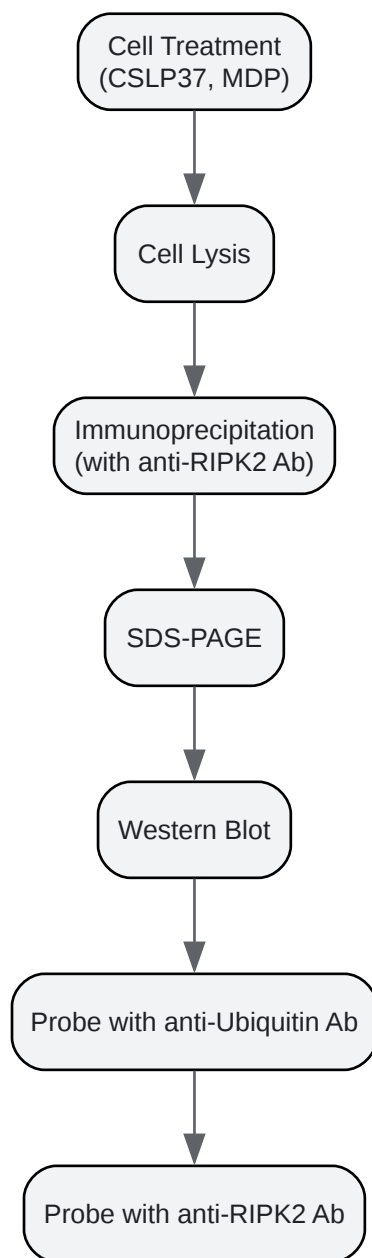 Cell Treatment
(CSLP37, MDP)
Cell Lysis
Immunoprecipitation
(with anti-RIPK2 Ab)
SDS-PAGE
Western Blot
Probe with anti-Ubiquitin Ab
Probe with anti-RIPK2 Ab